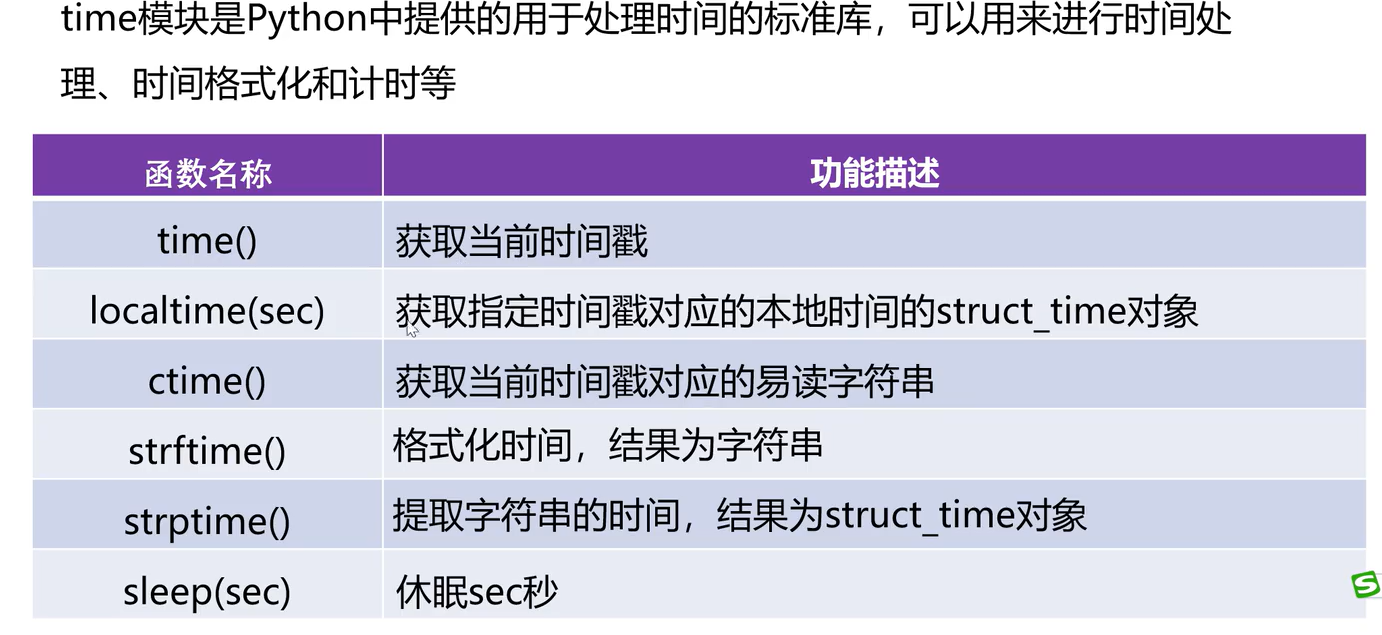 time模块是Python中提供的用于处理时间的标准库，可以用来进行时间处
理、时间格式化和计时等
函数名称 功能描述
time() 获取当前时间戳
localtime(sec) 获取指定时间戳对应的本地时间的struct_time对象
ctime() 获取当前时间戳对应的易读字符串
strftime() 格式化时间，结果为字符串
strptime() 提取字符串的时间，结果为struct_time对象
sleep(sec) 休眠sec秒